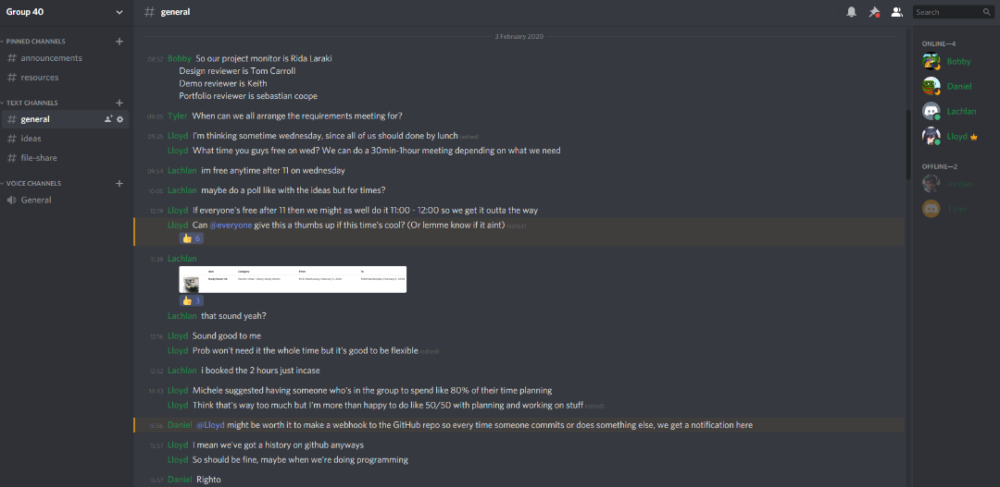 Group 40
# general
Search
PINNED CHANNELS
# announcements
# resources
TEXT CHANNELS
# general
# ideas
# file-share
VOICE CHANNELS
General
3 February 2020
Bobby So our project monitor is Rida Laraki
Design reviewer is Tom Carroll
Demo reviewer is Keith
Portfolio reviewer is sebastian coope
09:05 Tyler When can we all arrange the requirements meeting for?
09:25 Lloyd I'm thinking sometime wednesday, since all of us should done by lunch (edited)
Lloyd What time you guys free on wed? We can do a 30min-1hour meeting depending on what we need
09:54 Lachlan im free anytime after 11 on wednesday
10:05 Lachlan maybe do a poll like with the ideas but for times?
10:19 Lloyd If everyone's free after 11 then we might as well do it 11:00 - 12:00 so we get it outta the way
Lloyd Can @everyone give this a thumbs up if this time's cool? (Or lemme know if it aint) (edited)
👍 6
11:39 Lachlan
👍 3
Lachlan that sound yeah?
12:16 Lloyd Sound good to me
Lloyd Prob won't need it the whole time but it's good to be flexible (edited)
12:52 Lachlan i booked the 2 hours just incase
14:43 Lloyd Michele suggested having someone who's in the group to spend like 80% of their time planning
Lloyd Think that's way too much but I'm more than happy to do like 50/50 with planning and working on stuff (edited)
15:56 Daniel @Lloyd might be worth it to make a webhook to the GitHub repo so every time someone commits or does something else, we get a notification here
15:57 Lloyd I mean we've got a history on github anyways
Lloyd So should be fine, maybe when we're doing programming
15:57 Daniel Righto
ONLINE—4
Bobby
Daniel
Lachlan
Lloyd
OFFLINE—2
Tyler